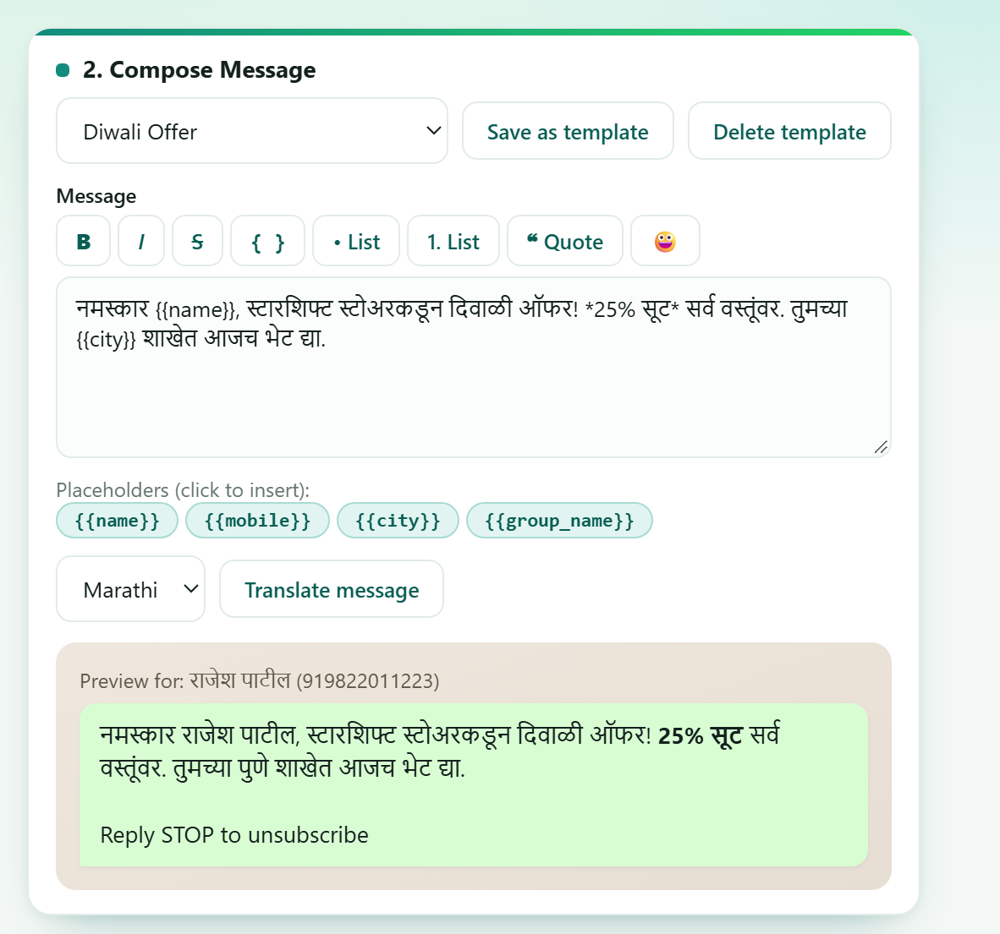 2. Compose Message
Diwali Offer
Save as template
Delete template
Message
B
I
S
{ }
• List
1. List
❝ Quote
😀
नमस्कार {{name}}, स्टारशिफ्ट स्टोअरकडून दिवाळी ऑफर! *25% सूट* सर्व वस्तूंवर. तुमच्या
{{city}} शाखेत आजच भेट द्या.
Placeholders (click to insert):
{{name}}
{{mobile}}
{{city}}
{{group_name}}
Marathi
Translate message
Preview for: राजेश पाटील (919822011223)
नमस्कार राजेश पाटील, स्टारशिफ्ट स्टोअरकडून दिवाळी ऑफर! 25% सूट सर्व
वस्तूंवर. तुमच्या पुणे शाखेत आजच भेट द्या.
Reply STOP to unsubscribe